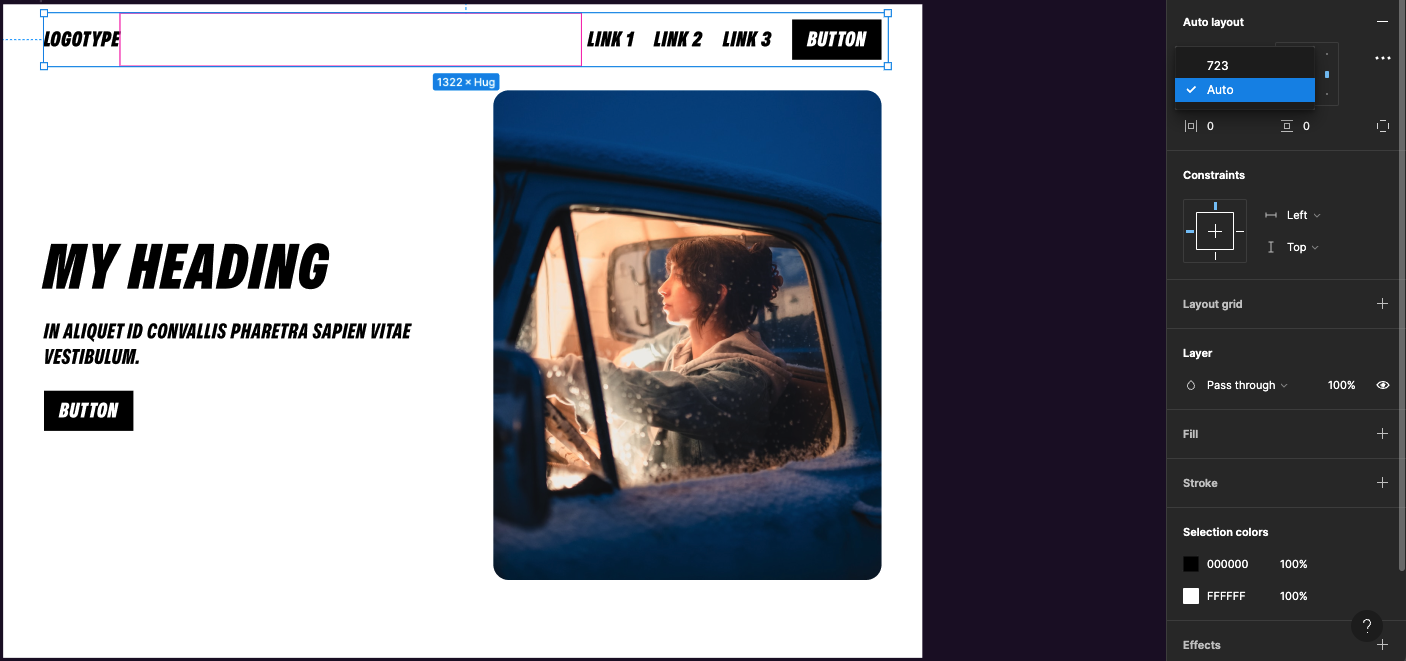 LOGOTYPE
LINK 1
LINK 2
LINK 3
BUTTON
1322 × Hug
MY HEADING
IN ALIQUET ID CONVALLIS PHARETRA SAPIEN VITAE
VESTIBULUM.
BUTTON
Auto layout
723
Auto
0
0
Constraints
Left
Top
Layout grid
Layer
Pass through
100%
Fill
Stroke
Selection colors
000000
100%
FFFFFF
100%
?
Effects